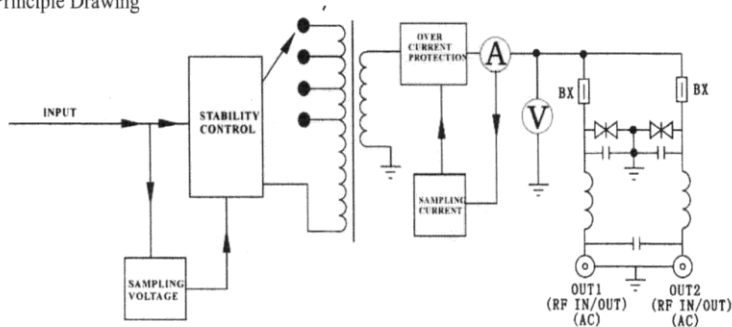 Principle Drawing
INPUT
STABILITY
CONTROL
SAMPLING
VOLTAGE
OVER
CURRENT
PROTECTION
A
V
SAMPLING
CURRENT
BX
BX
OUT1
(RF IN/OUT)
(AC)
OUT2
(RF IN/OUT)
(AC)